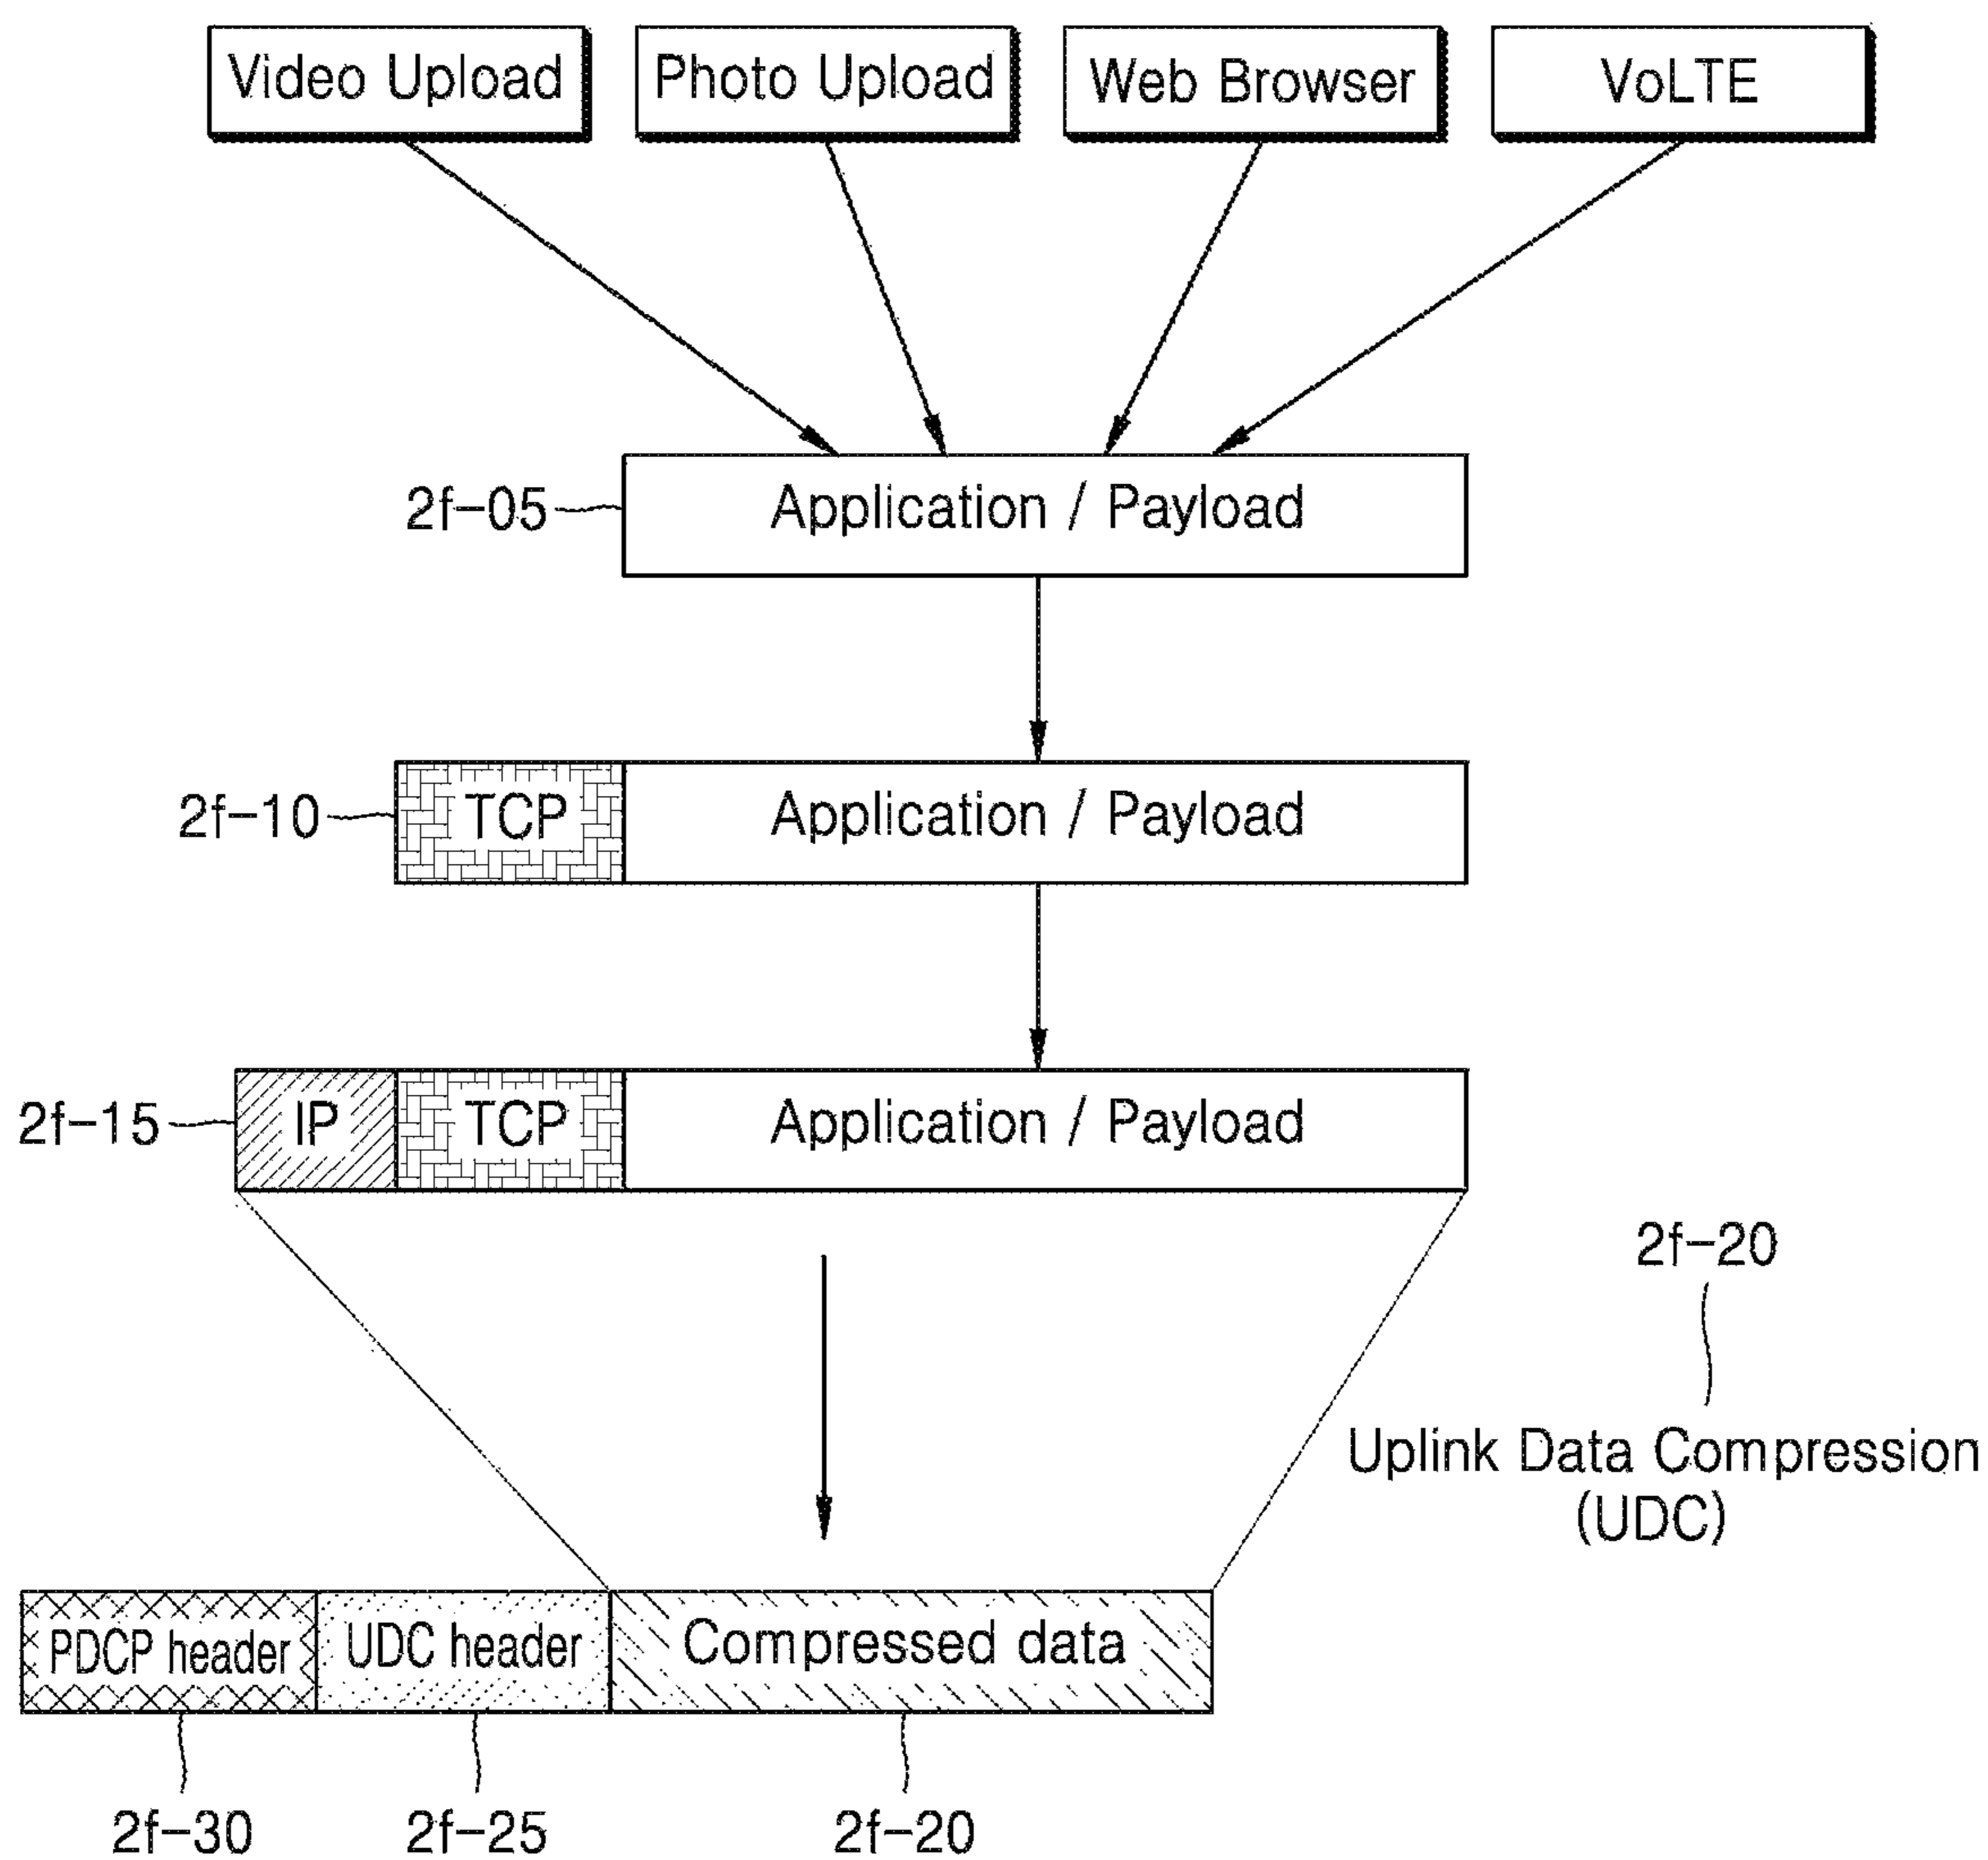 Video Upload
Photo Upload
Web Browser
VoLTE
2f-05
Application / Payload
2f-10
TCP
Application / Payload
2f-15
IP
TCP
Application / Payload
2f-20
Uplink Data Compression
(UDC)
PDCP header
UDC header
Compressed data
2f-30
2f-25
2f-20